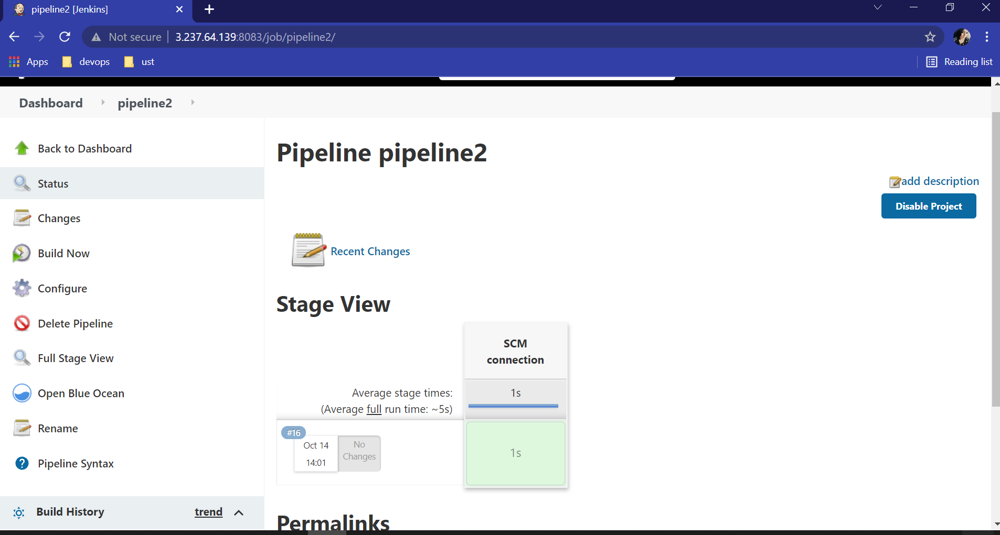 pipeline2 [Jenkins]
Not secure
3.237.64.139:8083/job/pipeline2/
Apps
devops
ust
Reading list
Dashboard
pipeline2
Back to Dashboard
Status
Changes
Build Now
Configure
Delete Pipeline
Full Stage View
Open Blue Ocean
Rename
Pipeline Syntax
Build History
trend
Pipeline pipeline2
add description
Disable Project
Recent Changes
Stage View
SCM
connection
Average stage times:
(Average full run time: ~5s)
1s
#16
Oct 14
14:01
No
Changes
1s
Permalinks